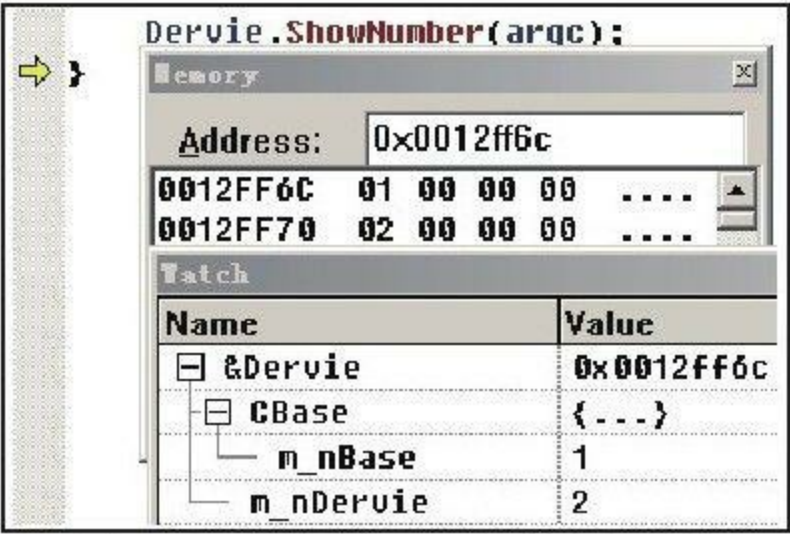 Dervie.ShowNumber(argc);
}
Memory
Address: 0x0012ff6c
0012FF6C 01 00 00 00 ....
0012FF70 02 00 00 00 ....
Watch
Name Value
&Dervie 0x0012ff6c
CBase {...}
m_nBase 1
m_nDervie 2